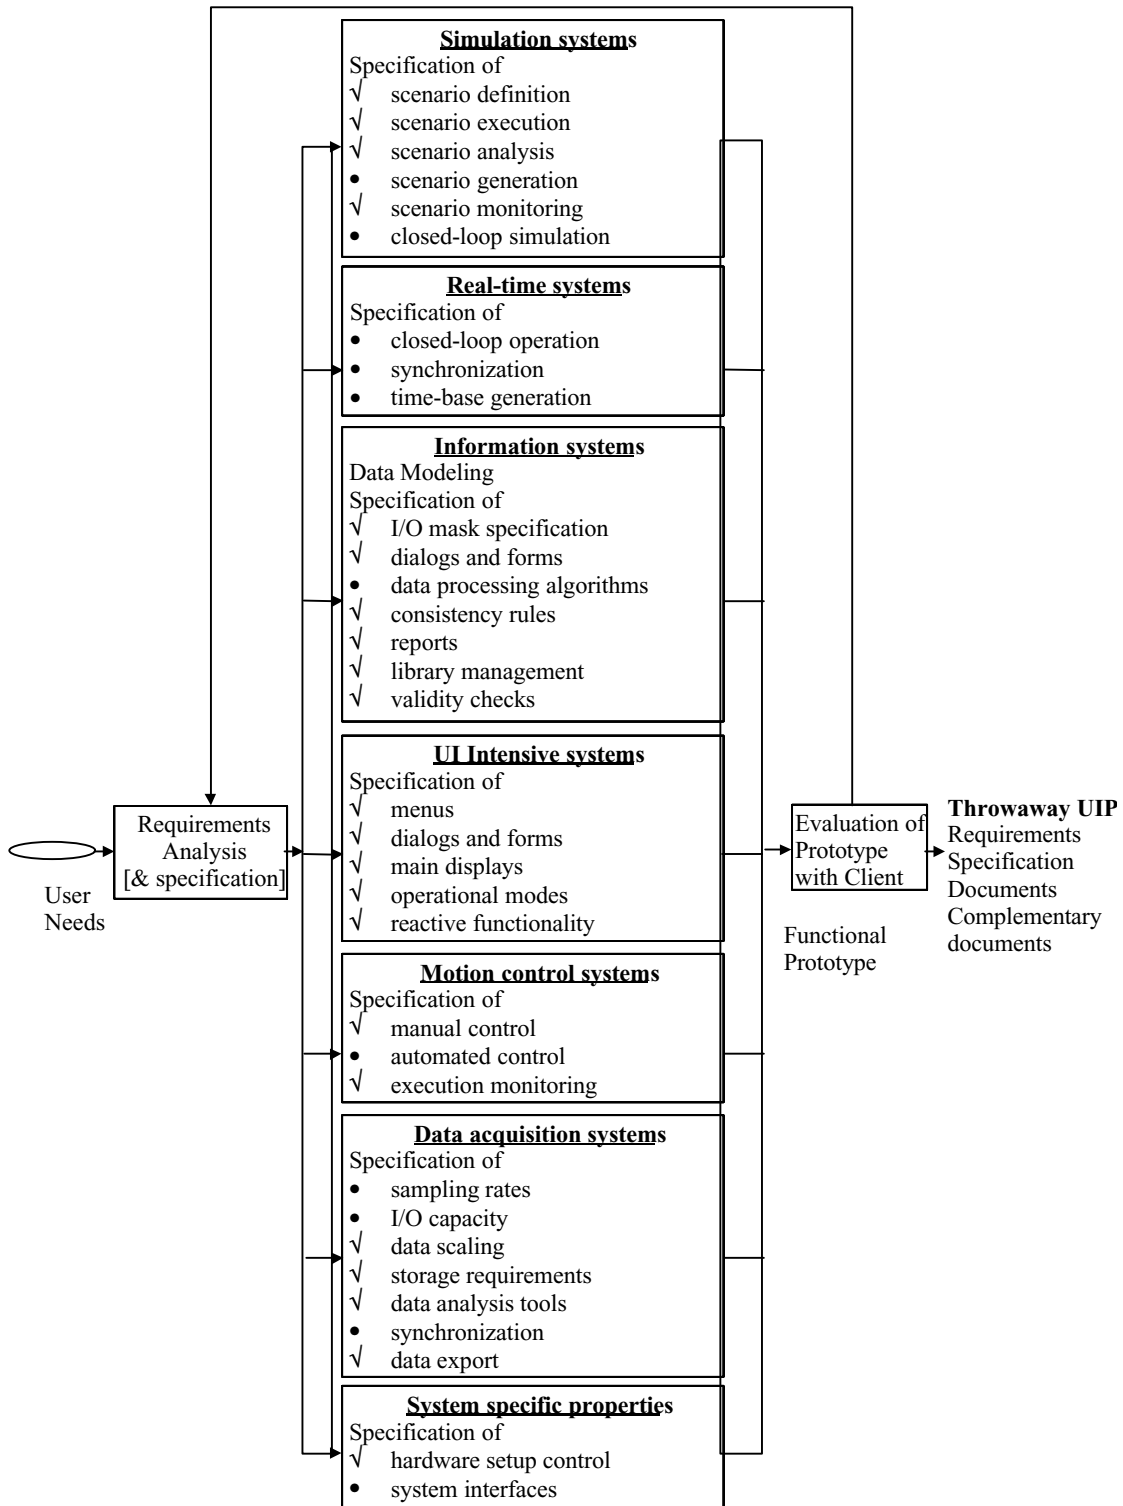 Simulation systems
Specification of
√ scenario definition
√ scenario execution
√ scenario analysis
• scenario generation
√ scenario monitoring
• closed-loop simulation
Real-time systems
Specification of
• closed-loop operation
• synchronization
• time-base generation
Information systems
Data Modeling
Specification of
√ I/O mask specification
√ dialogs and forms
• data processing algorithms
√ consistency rules
√ reports
√ library management
√ validity checks
UI Intensive systems
Specification of
√ menus
√ dialogs and forms
√ main displays
√ operational modes
√ reactive functionality
Motion control systems
Specification of
√ manual control
• automated control
√ execution monitoring
Data acquisition systems
Specification of
• sampling rates
• I/O capacity
√ data scaling
√ storage requirements
√ data analysis tools
• synchronization
√ data export
System specific properties
Specification of
√ hardware setup control
• system interfaces
User
Needs
Requirements
Analysis
[& specification]
Evaluation of
Prototype
with Client
Functional
Prototype
Throwaway UIP
Requirements
Specification
Documents
Complementary
documents